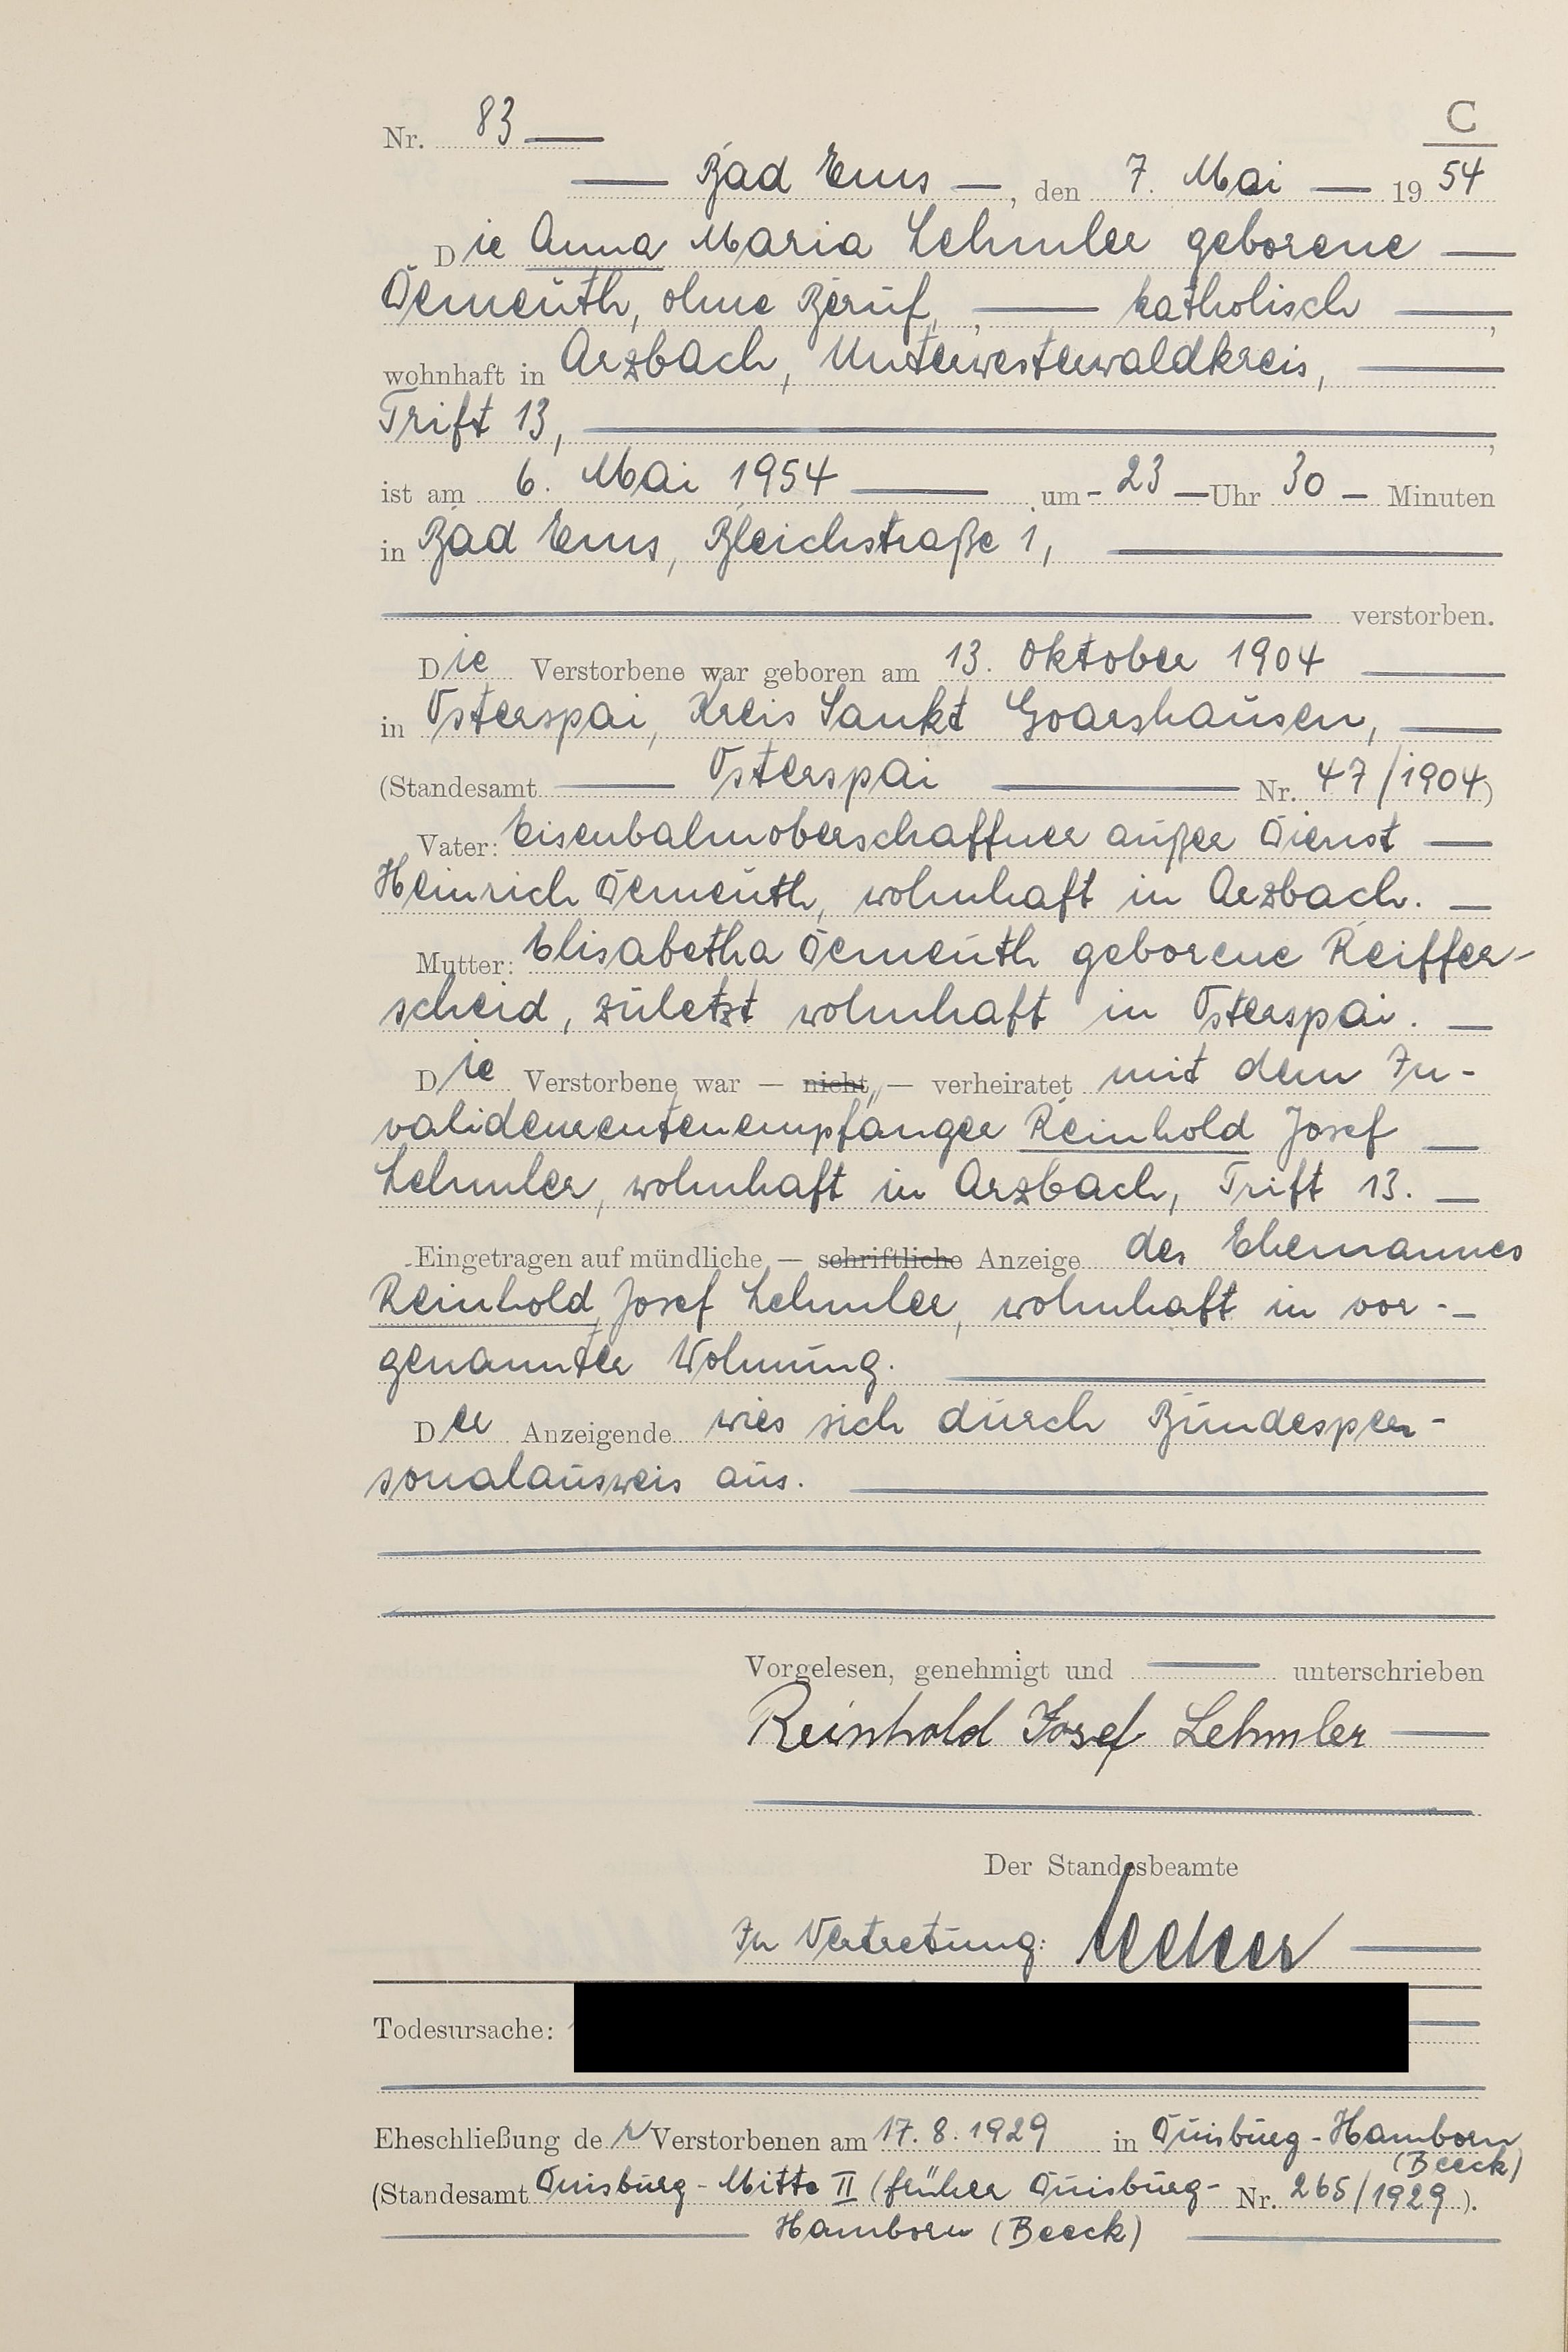 C
Nr. 83
Bad Ems, den 7. Mai 1954
Die Anna Maria Lehmler geborene
Demeuth, ohne Beruf, katholisch,
wohnhaft in Arzbach, Unterwesterwaldkreis,
Trift 13,
ist am 6. Mai 1954 um 23 Uhr 30 Minuten
in Bad Ems, Bleichstraße 1,
verstorben.
Die Verstorbene war geboren am 13. Oktober 1904
in Osterspai, Kreis Sankt Goarshausen,
(Standesamt Osterspai Nr. 47/1904)
Vater: Eisenbahnoberschaffner außer Dienst
Heinrich Demeuth, wohnhaft in Arzbach.
Mutter: Elisabetha Demeuth geborene Reiffer-
scheid, zuletzt wohnhaft in Osterspai.
Die Verstorbene war — nicht — verheiratet mit dem In-
validenrentenempfänger Reinhold Josef
Lehmler, wohnhaft in Arzbach, Trift 13.
Eingetragen auf mündliche — schriftliche Anzeige des Ehemannes
Reinhold Josef Lehmler, wohnhaft in vor-
genannter Wohnung.
Der Anzeigende wies sich durch Bundesper-
sonalausweis aus.
Vorgelesen, genehmigt und unterschrieben
Reinhold Josef Lehmler
Der Standesbeamte
In Vertretung:
Todesursache:
Eheschließung der Verstorbenen am 17.8.1929 in Duisburg-Hamborn
(Beeck)
(Standesamt Duisburg-Mitte II (früher Duisburg- Nr. 265/1929).
Hamborn (Beeck)